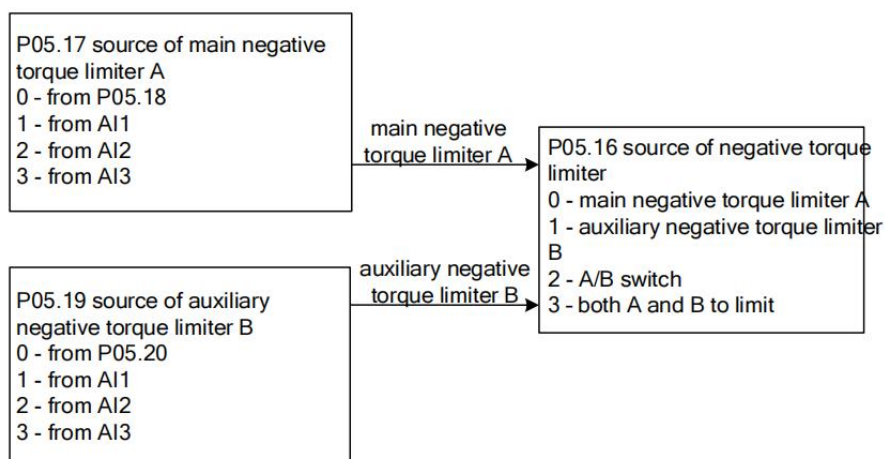 P05.17 source of main negative
torque limiter A
0 - from P05.18
1 - from AI1
2 - from AI2
3 - from AI3
main negative
torque limiter A
P05.16 source of negative torque
limiter
0 - main negative torque limiter A
1 - auxiliary negative torque limiter
B
2 - A/B switch
3 - both A and B to limit
auxiliary negative
torque limiter B
P05.19 source of auxiliary
negative torque limiter B
0 - from P05.20
1 - from AI1
2 - from AI2
3 - from AI3